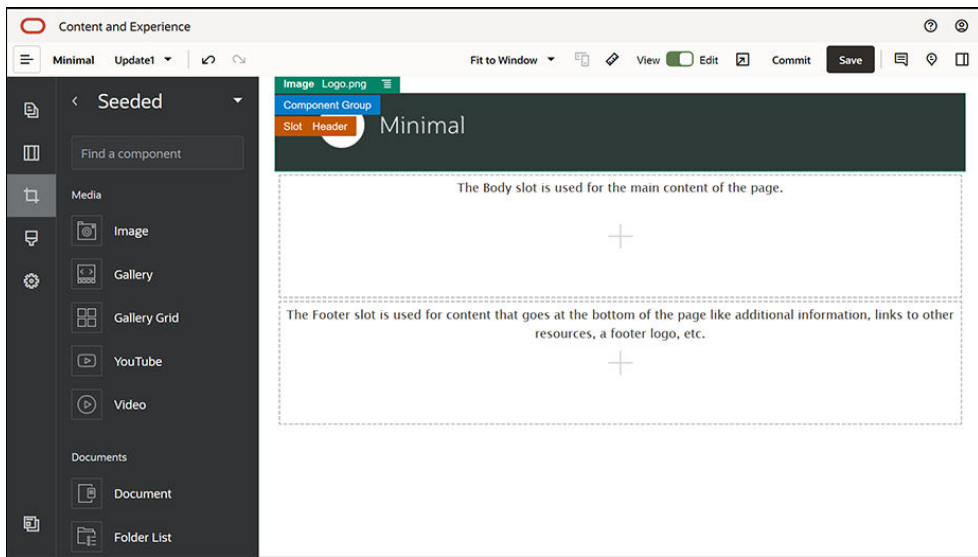 Content and Experience
Minimal Update1 Fit to Window View Edit Commit Save
Seeded
Find a component
Media
Image
Gallery
Gallery Grid
YouTube
Video
Documents
Document
Folder List
Image Logo.png
Component Group
Slot Header
Minimal
The Body slot is used for the main content of the page.
The Footer slot is used for content that goes at the bottom of the page like additional information, links to other
resources, a footer logo, etc.